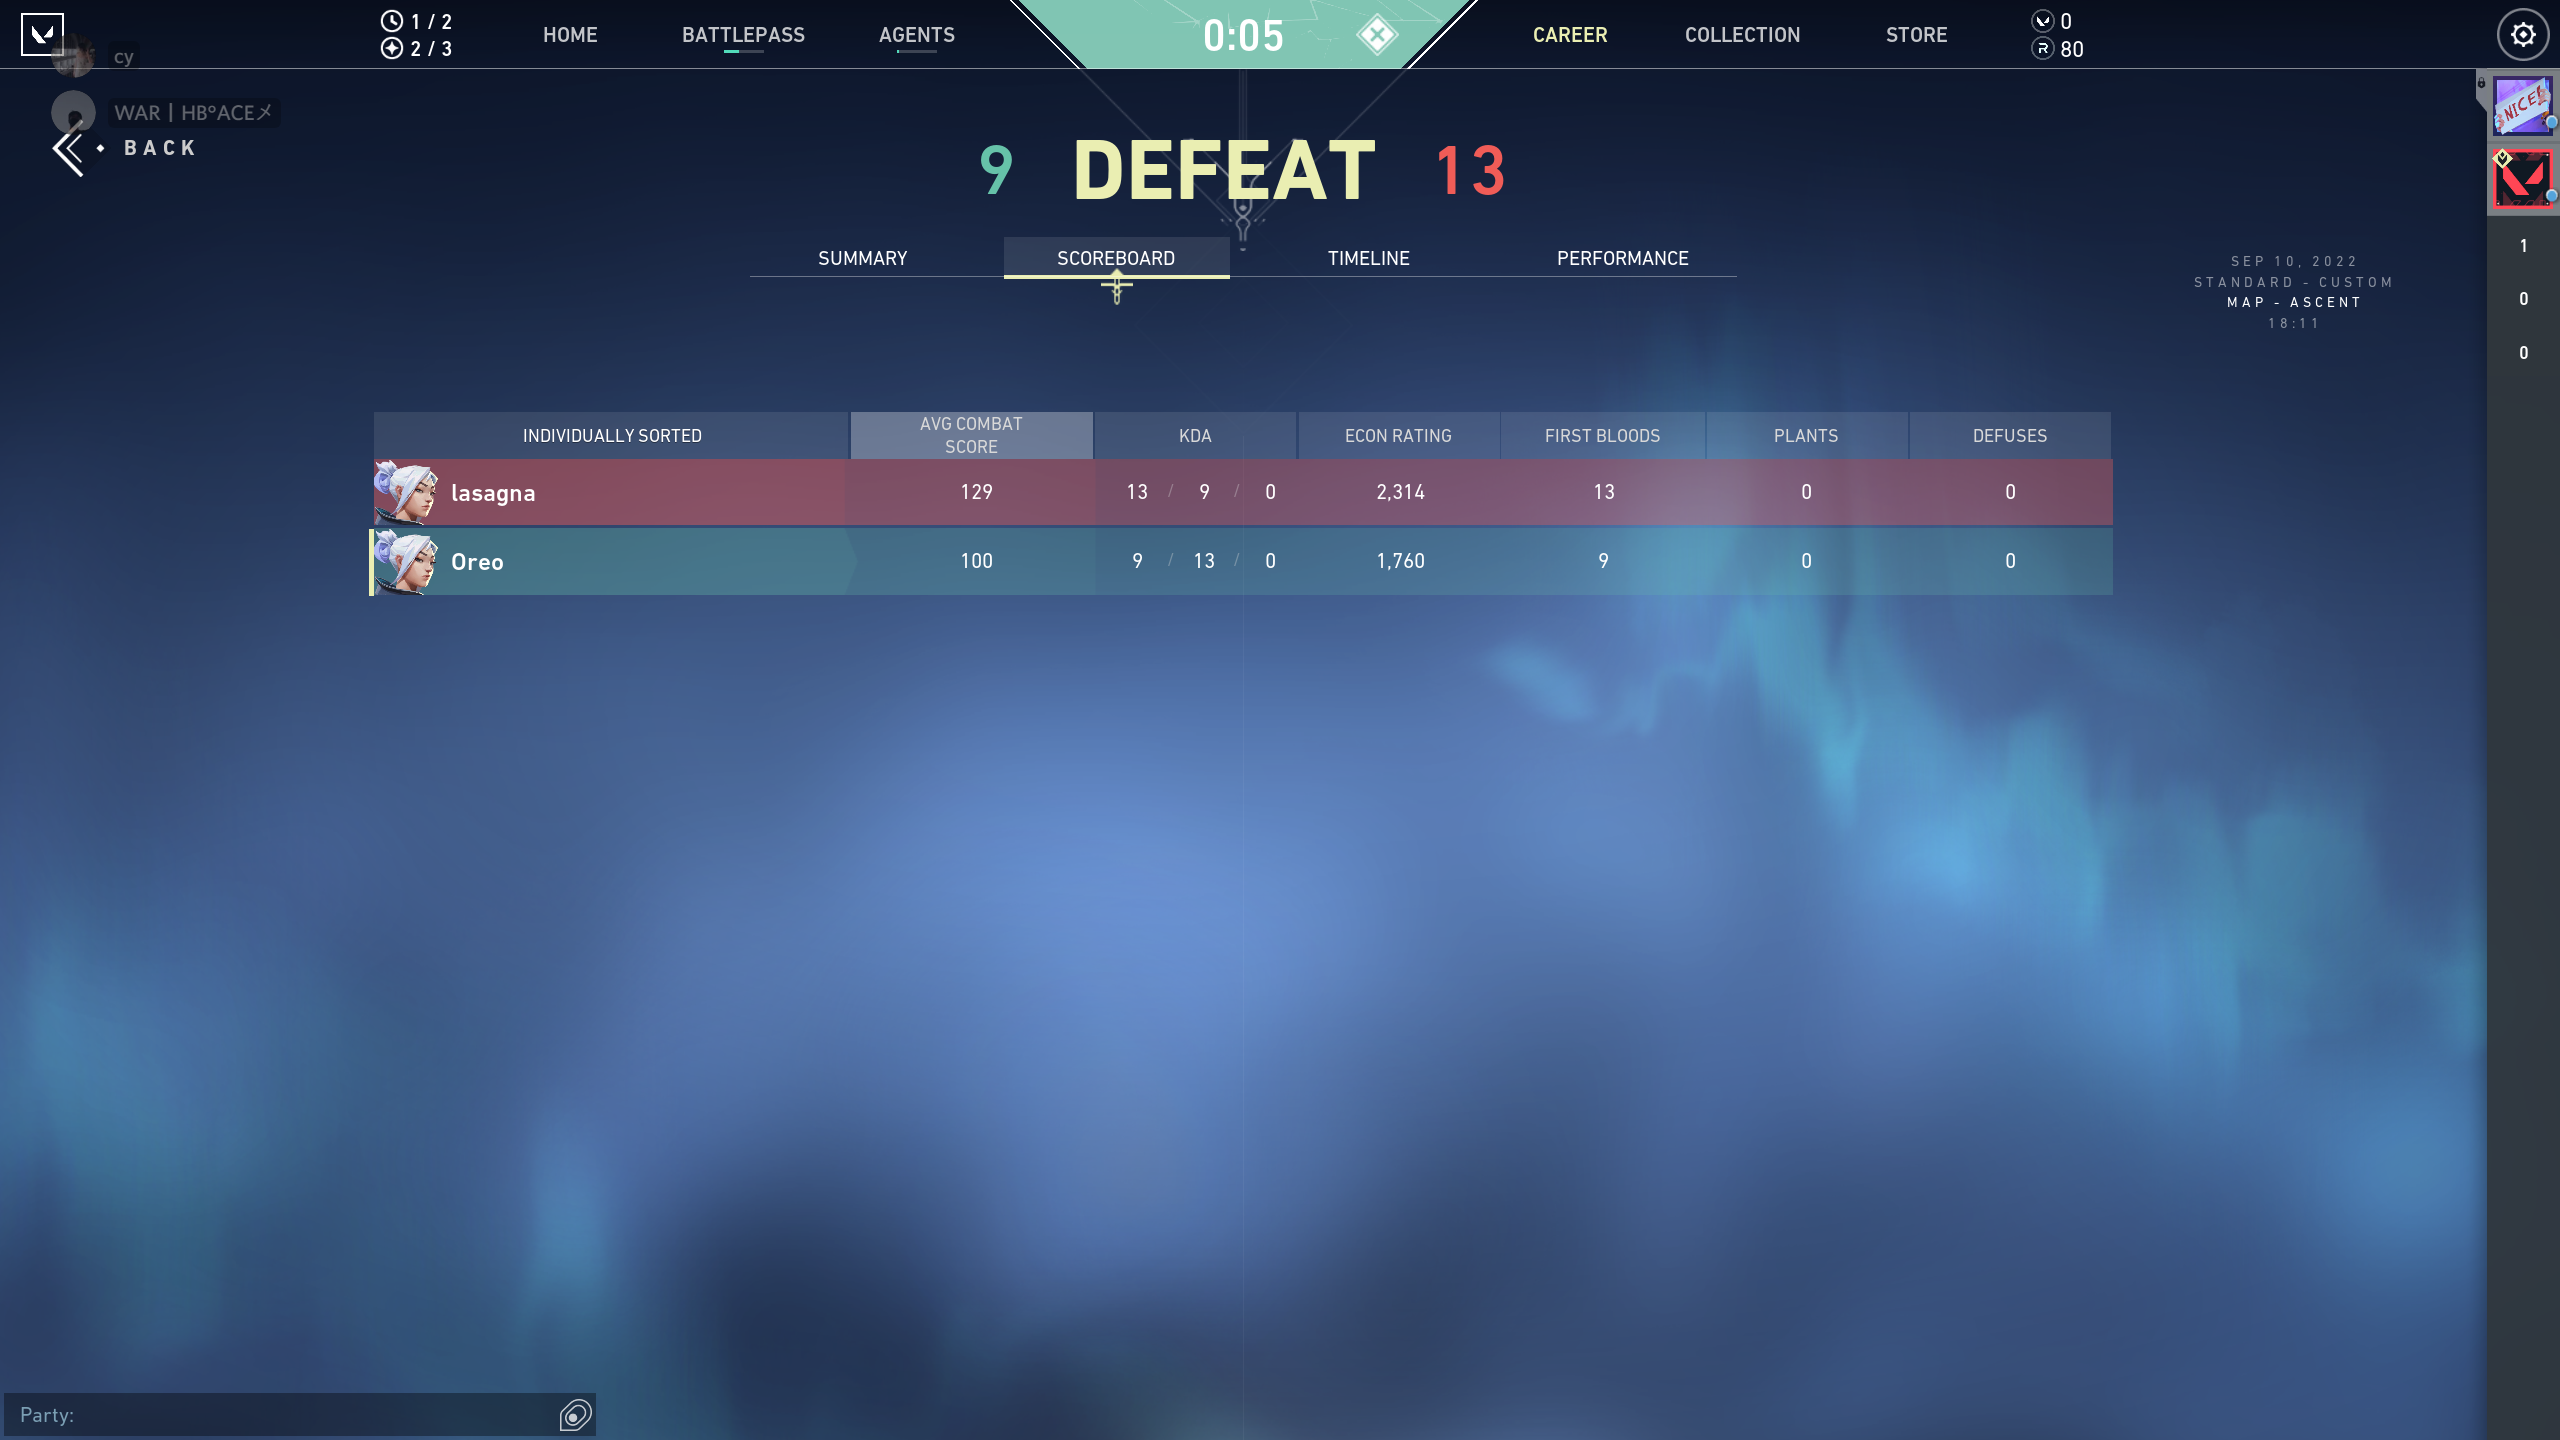 1 / 2
2 / 3
HOME
BATTLEPASS
AGENTS
0:05
CAREER
COLLECTION
STORE
0
R 80
cy
WAR | HB°ACEメ
BACK
9 DEFEAT 13
NICE!
SUMMARY
SCOREBOARD
TIMELINE
PERFORMANCE
SEP 10, 2022
STANDARD - CUSTOM
MAP - ASCENT
18:11
1
0
0
INDIVIDUALLY SORTED
AVG COMBAT
SCORE
KDA
ECON RATING
FIRST BLOODS
PLANTS
DEFUSES
lasagna 129 13 / 9 / 0 2,314 13 0 0
Oreo 100 9 / 13 / 0 1,760 9 0 0
Party: